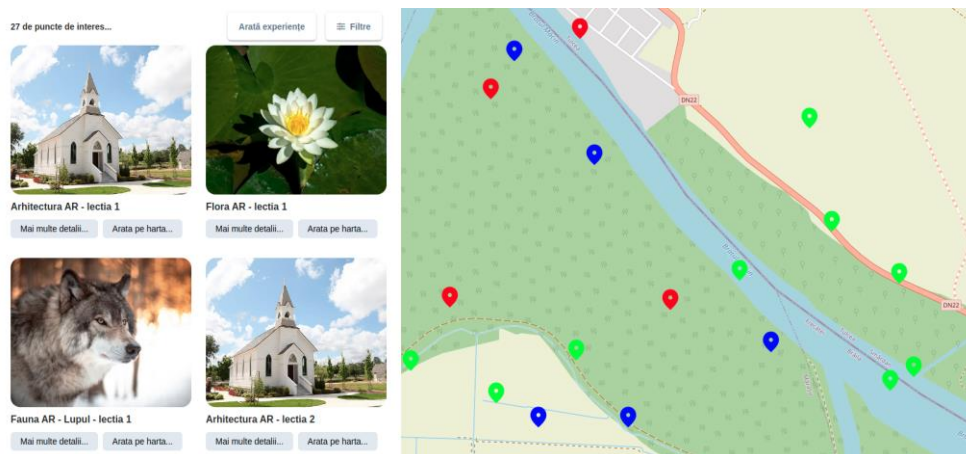 27 de puncte de interes...
Arată experiențe
Filtre
Arhitectura AR - lectia 1
Flora AR - lectia 1
Mai multe detalii...
Arata pe harta...
Mai multe detalii...
Arata pe harta...
Fauna AR - Lupul - lectia 1
Arhitectura AR - lectia 2
Mai multe detalii...
Arata pe harta...
Mai multe detalii...
Arata pe harta...
DN22
DN22